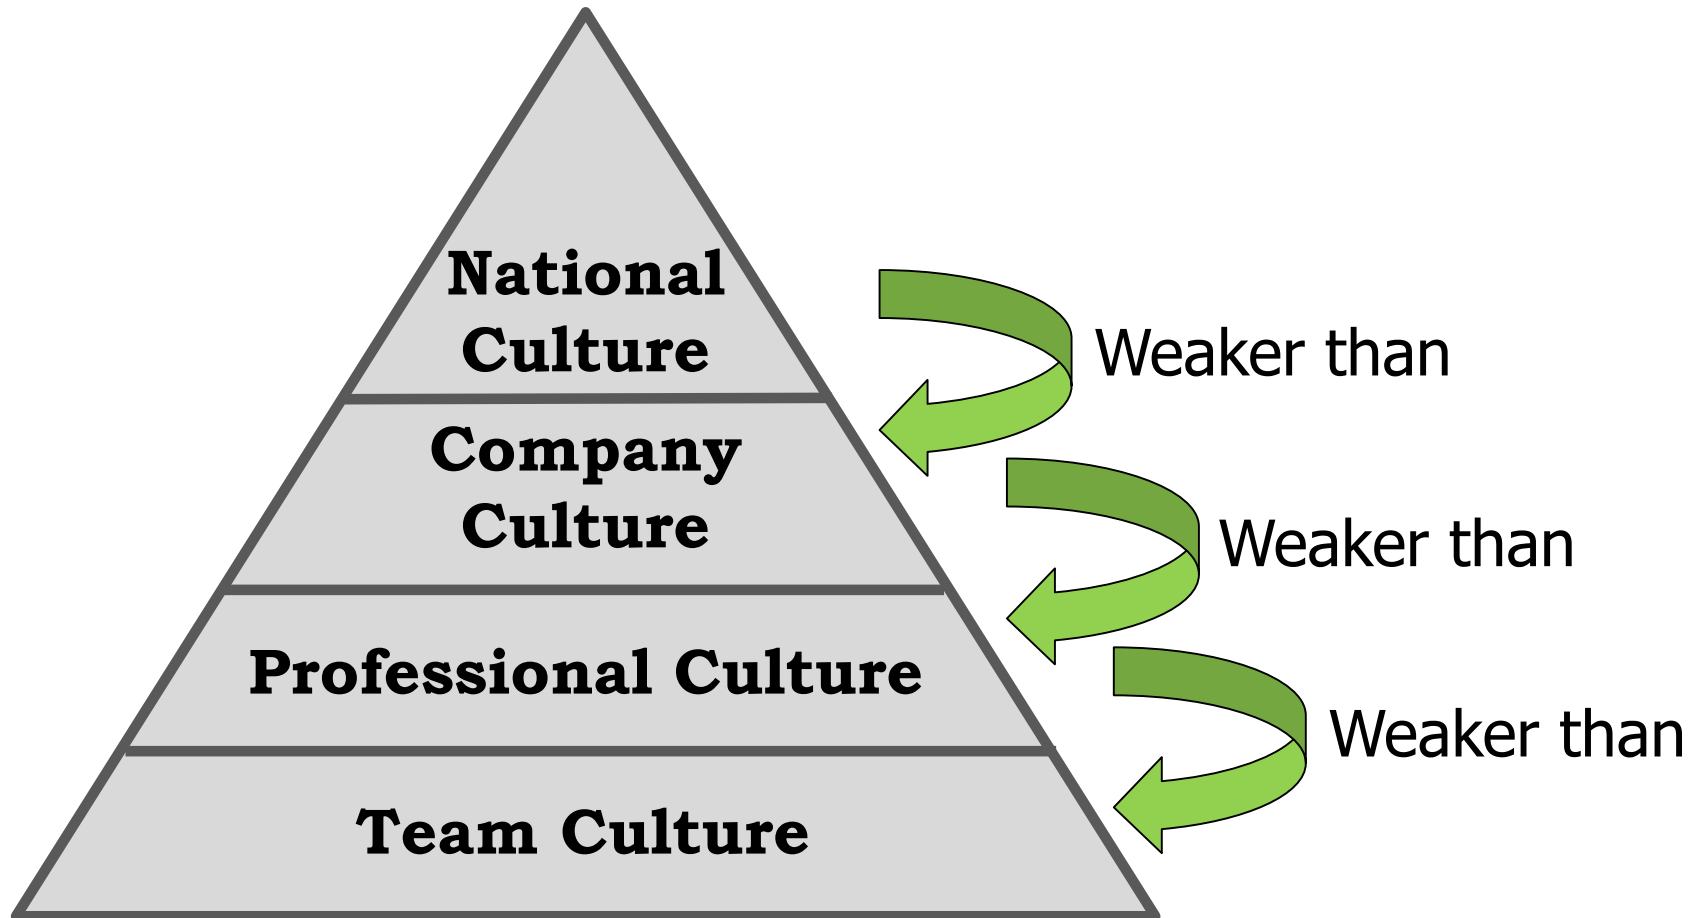 National
Culture
Weaker than
Company
Culture
Weaker than
Professional Culture
Weaker than
Team Culture